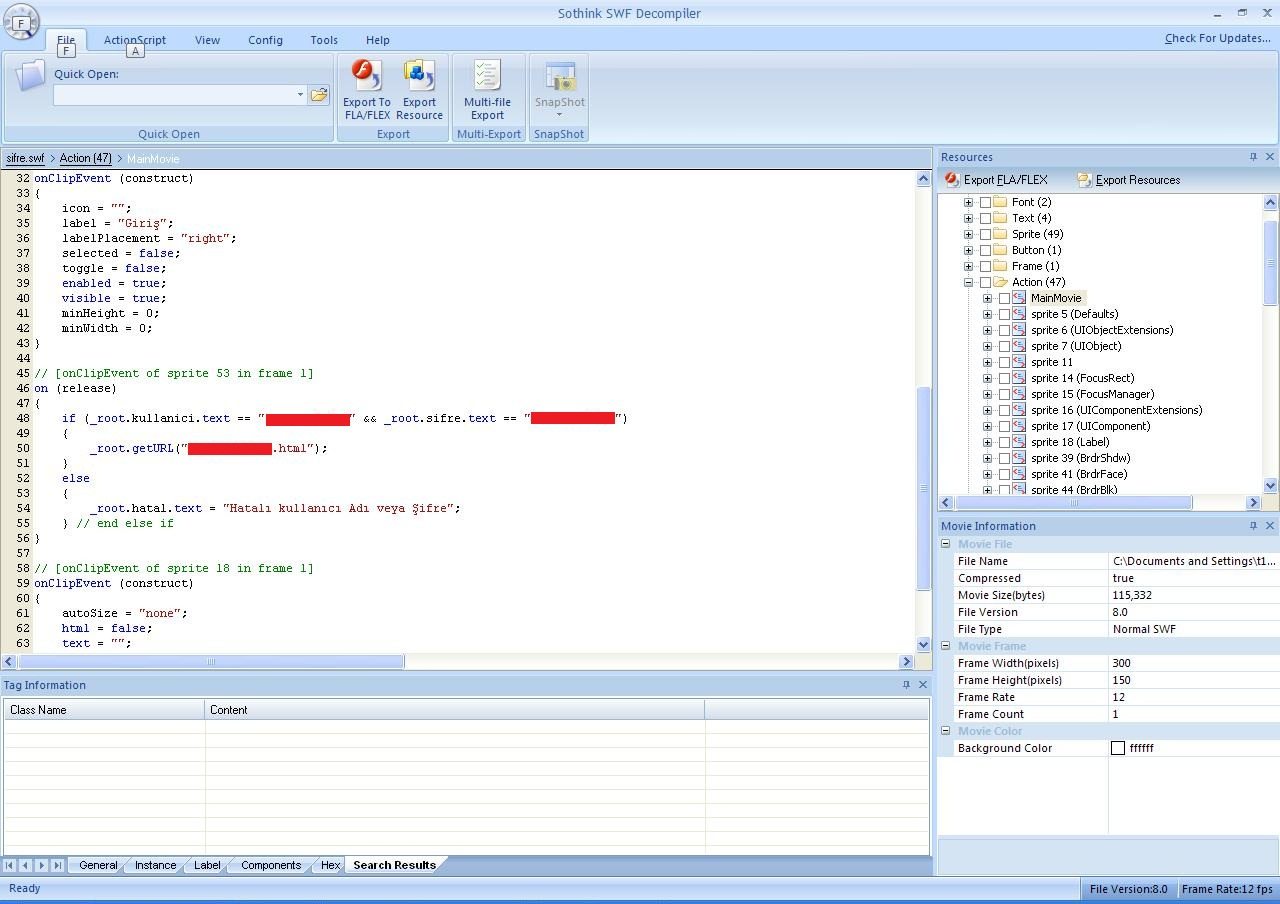 Sothink SWF Decompiler
F
File ActionScript View Config Tools Help Check For Updates...
F A
Quick Open:
Export To FLA/FLEX
Export Resource
Multi-file Export
SnapShot
Quick Open Export Multi-Export SnapShot
sifre.swf > Action (47) > MainMovie
32 onClipEvent (construct)
33 {
34 icon = "";
35 label = "Giriş";
36 labelPlacement = "right";
37 selected = false;
38 toggle = false;
39 enabled = true;
40 visible = true;
41 minHeight = 0;
42 minWidth = 0;
43 }
44
45 // [onClipEvent of sprite 53 in frame 1]
46 on (release)
47 {
48 if (_root.kullanici.text == " " && _root.sifre.text == " ")
49 {
50 _root.getURL(" .html");
51 }
52 else
53 {
54 _root.hatal.text = "Hatalı kullanıcı Adı veya Şifre";
55 } // end else if
56 }
57
58 // [onClipEvent of sprite 18 in frame 1]
59 onClipEvent (construct)
60 {
61 autoSize = "none";
62 html = false;
63 text = "";
Resources
Export FLA/FLEX Export Resources
Font (2)
Text (4)
Sprite (49)
Button (1)
Frame (1)
Action (47)
MainMovie
sprite 5 (Defaults)
sprite 6 (UIObjectExtensions)
sprite 7 (UIObject)
sprite 11
sprite 14 (FocusRect)
sprite 15 (FocusManager)
sprite 16 (UIComponentExtensions)
sprite 17 (UIComponent)
sprite 18 (Label)
sprite 39 (BrdrShdw)
sprite 41 (BrdrFace)
sprite 44 (BrdrBlk)
Movie Information
Movie File
File Name C:\Documents and Settings\t1...
Compressed true
Movie Size(bytes) 115,332
File Version 8.0
File Type Normal SWF
Movie Frame
Frame Width(pixels) 300
Frame Height(pixels) 150
Frame Rate 12
Frame Count 1
Movie Color
Background Color ffffff
Tag Information
Class Name Content
General Instance Label Components Hex Search Results
Ready File Version:8.0 Frame Rate:12 fps